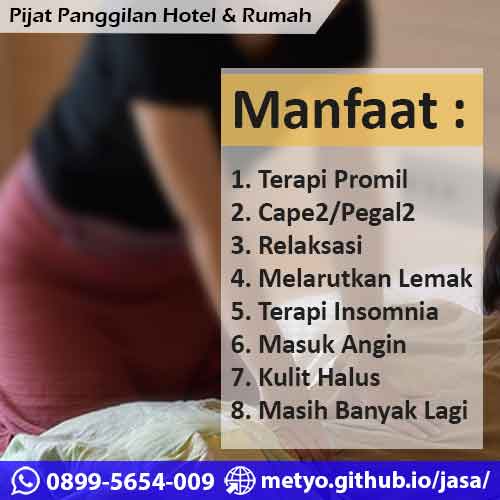 Pijat Panggilan Hotel & Rumah
Manfaat :
1. Terapi Promil
2. Cape2/Pegal2
3. Relaksasi
4. Melarutkan Lemak
5. Terapi Insomnia
6. Masuk Angin
7. Kulit Halus
8. Masih Banyak Lagi
0899-5654-009 metyo.github.io/jasa/